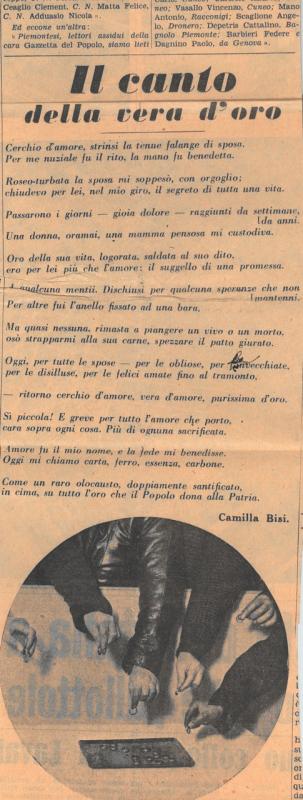 Ceaglio Clementi, C. N. Matta Felice,
C. N. Addussio Nicola ».
Ed eccone un'altra:
« Piemontesi, lettori assidui della
cara Gazzetta del Popolo, siamo lieti
neo; Vasallo Vincenzo, Cuneo; Mano
Antonio, Racconigi; Scaglione Ange-
lo, Dronero; Depetris Cattalino, Ba-
gnolo Piemonte; Barbieri Federe e
Dagnino Paolo, da Genova ».
Il canto
della vera d'oro
Cerchio d'amore, strinsi la tenue falange di sposa.
Per me nuziale fu il rito, la mano fu benedetta.
Roseo-turbata la sposa mi soppesò, con orgoglio;
chiudevo per lei, nel mio giro, il segreto di tutta una vita.
Passarono i giorni — gioia dolore — raggiunti da settimane,
[da anni.
Una donna, oramai, una mamma pensosa mi custodiva.
Oro della sua vita, logorata, saldata al suo dito,
ero per lei più che l'amore: il suggello di una promessa.
qualcuna mentii. Dischiusi per qualcuna speranze che non
[mantenni.
Per altre fui l'anello fissato ad una bara.
Ma quasi nessuna, rimasta a piangere un vivo o un morto,
osò strapparmi alla sua carne, spezzare il patto giurato.
Oggi, per tutte le spose — per le obliose, per invecchiate,
per le disilluse, per le felici amate fino al tramonto,
— ritorno cerchio d'amore, vera d'amore, purissima d'oro.
Sì piccola! E greve per tutto l'amore che porto,
cara sopra ogni cosa. Più di ognuna sacrificata.
Amore fu il mio nome, e la fede mi benedisse.
Oggi mi chiamo carta, ferro, essenza, carbone.
Come un raro olocausto, doppiamente santificato,
in cima, su tutto l'oro che il Popolo dona alla Patria.
Camilla Bisi.